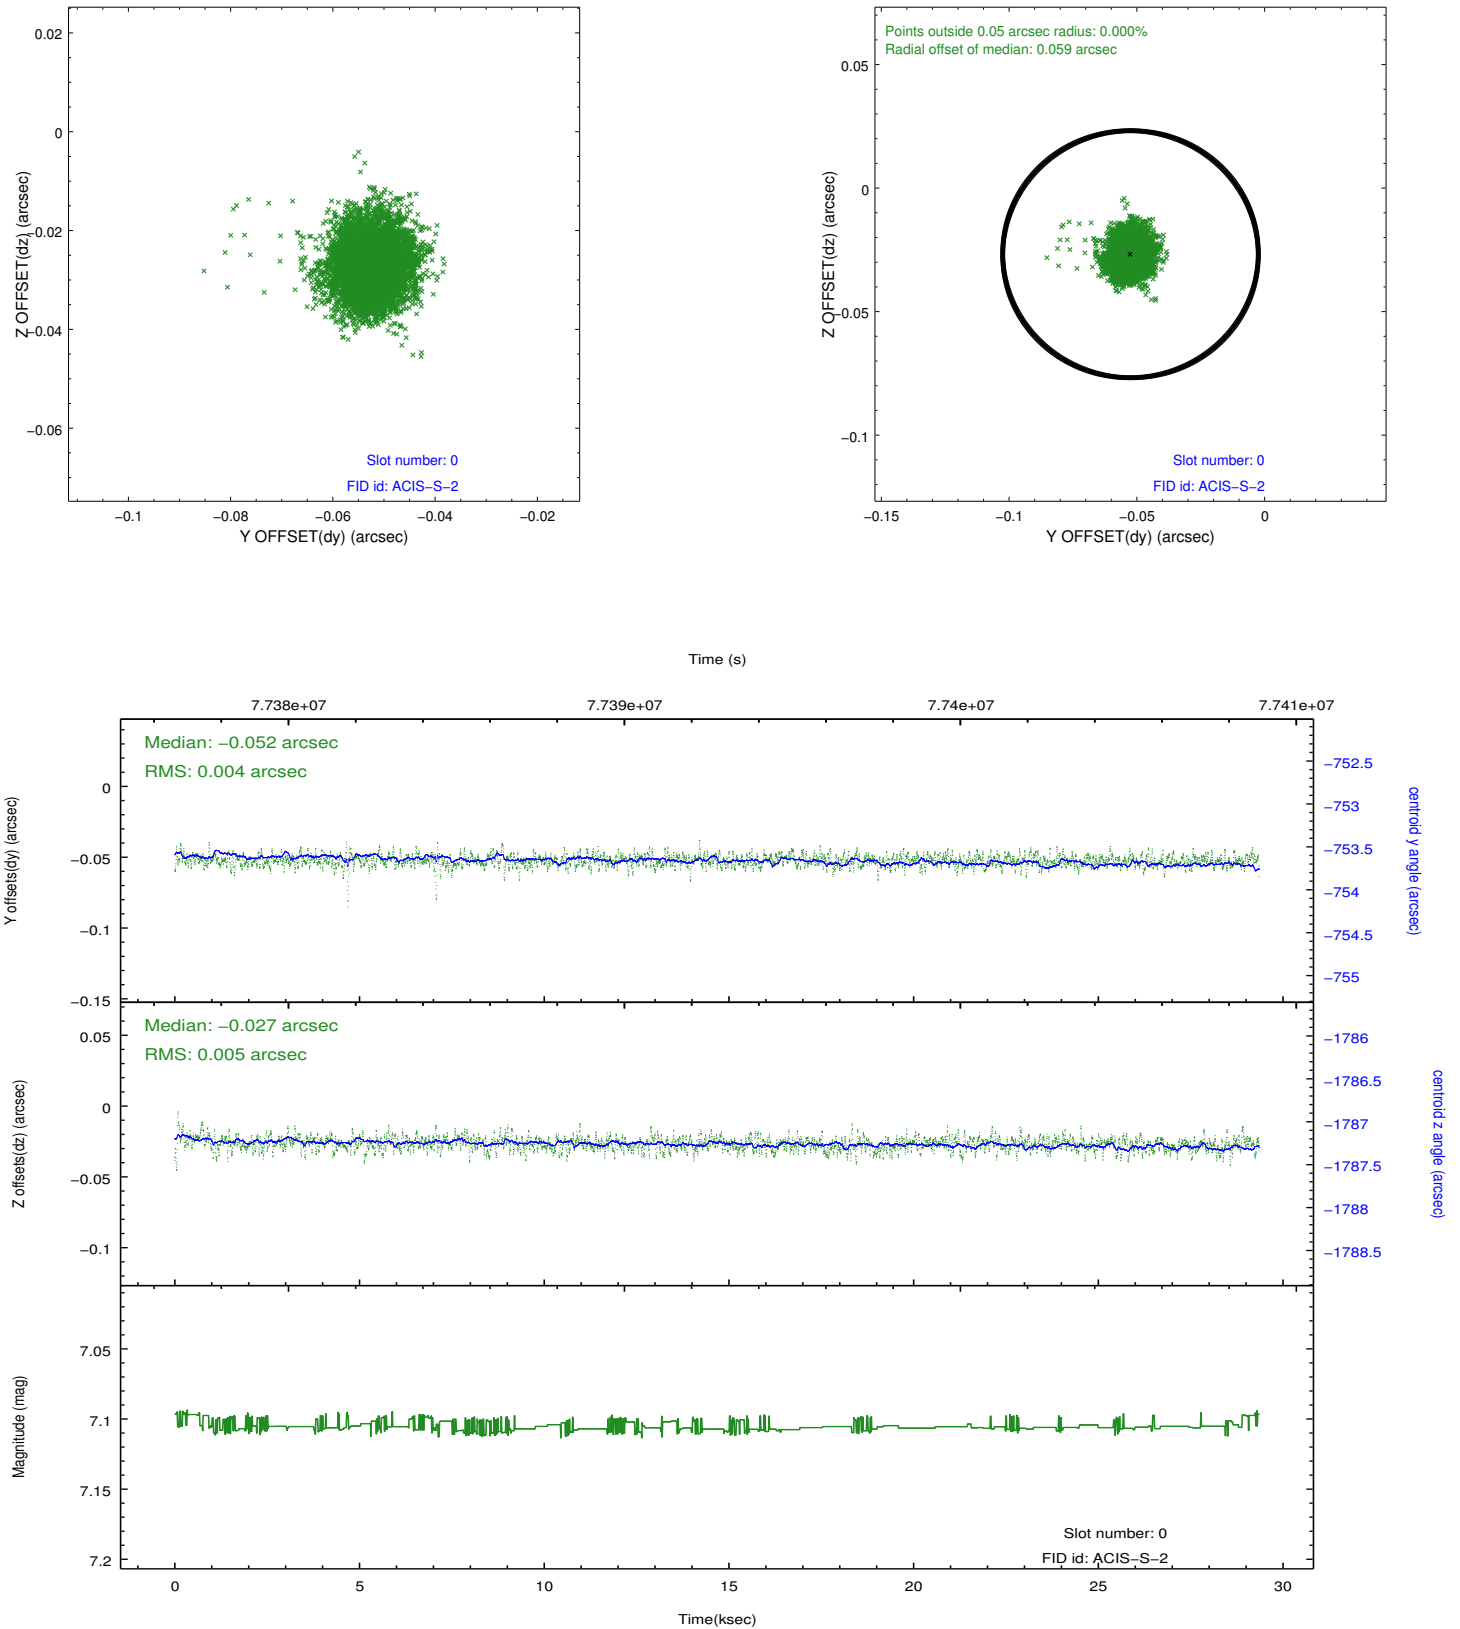 0.02
0
−0.02
−0.04
−0.06
Z OFFSET(dz) (arcsec)
Slot number: 0
FID id: ACIS−S−2
−0.1
−0.08
−0.06
−0.04
−0.02
Y OFFSET(dy) (arcsec)
Points outside 0.05 arcsec radius: 0.000%
Radial offset of median: 0.059 arcsec
0.05
0
−0.05
−0.1
Z OFFSET(dz) (arcsec)
Slot number: 0
FID id: ACIS−S−2
−0.15
−0.1
−0.05
0
Y OFFSET(dy) (arcsec)
Time (s)
7.738e+07
7.739e+07
7.74e+07
7.741e+07
Median: −0.052 arcsec
RMS: 0.004 arcsec
0
−0.05
−0.1
−0.15
Y offsets(dy) (arcsec)
−752.5
−753
−753.5
−754
−754.5
−755
centroid y angle (arcsec)
Median: −0.027 arcsec
RMS: 0.005 arcsec
0.05
0
−0.05
−0.1
Z offsets(dz) (arcsec)
−1786
−1786.5
−1787
−1787.5
−1788
−1788.5
centroid z angle (arcsec)
7.05
7.1
7.15
7.2
Magnitude (mag)
Slot number: 0
FID id: ACIS−S−2
0
5
10
15
20
25
30
Time(ksec)